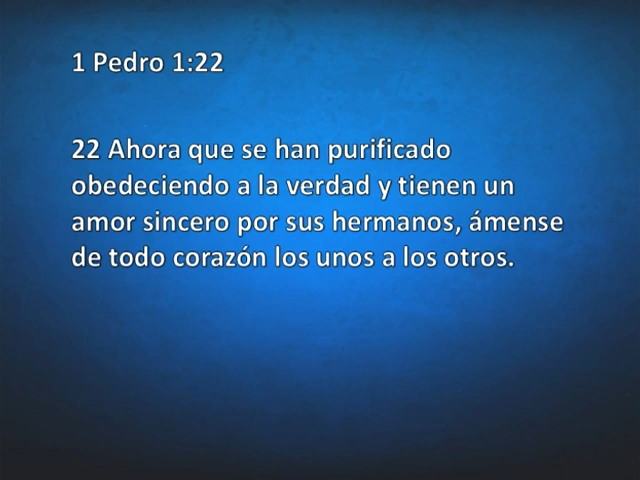 1 Pedro 1:22
22 Ahora que se han purificado
obedeciendo a la verdad y tienen un
amor sincero por sus hermanos, ámense
de todo corazón los unos a los otros.